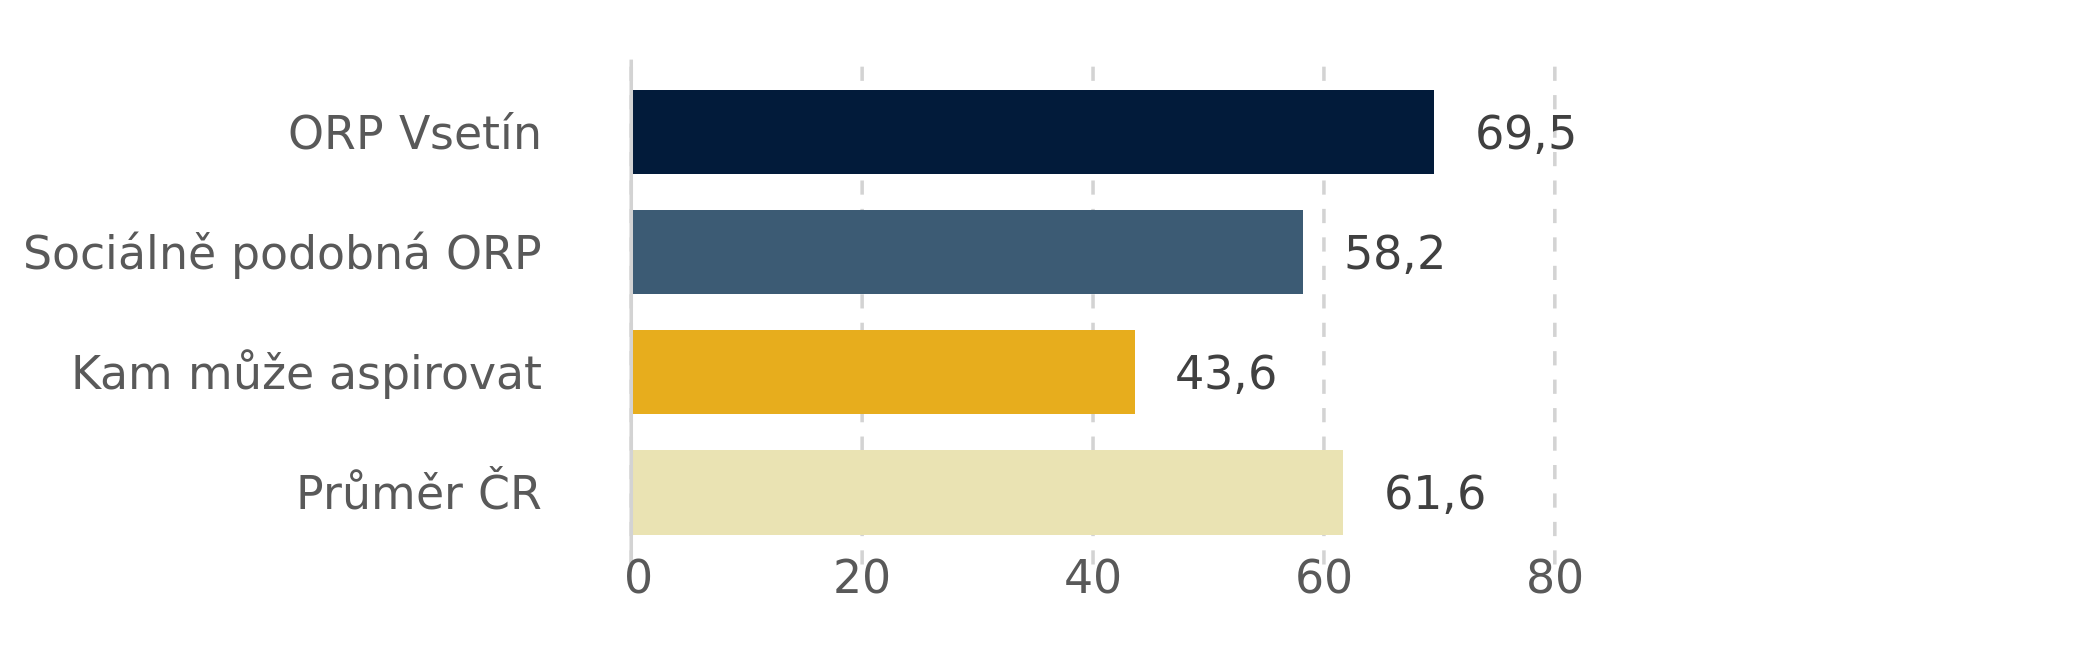 ORP Vsetín 69,5
Sociálně podobná ORP 58,2
Kam může aspirovat 43,6
Průměr ČR 61,6
0 20 40 60 80